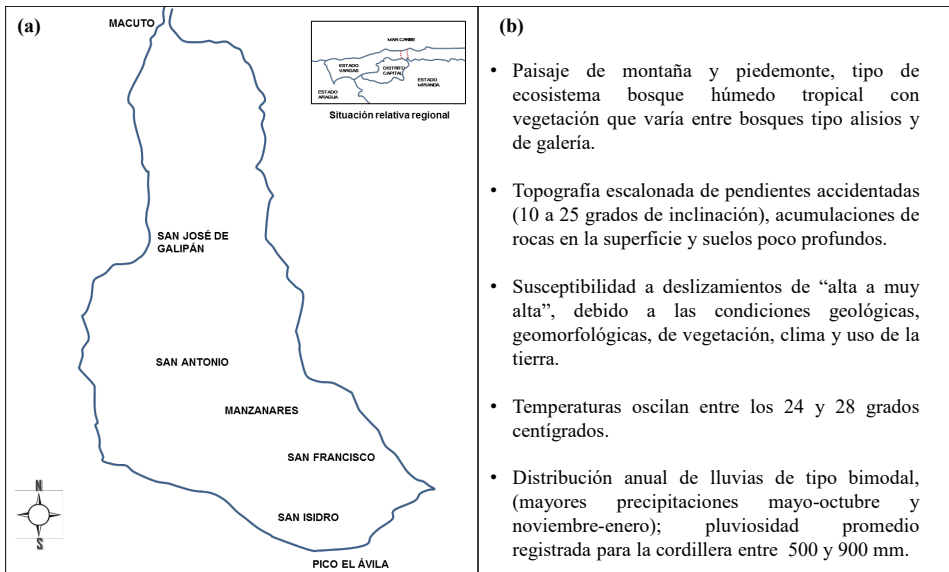 (a)
MACUTO
MAR CARIBE
ESTADO
VARGAS
DISTRITO
CAPITAL
ESTADO
MIRANDA
ESTADO
ARAGUA
Situación relativa regional
SAN JOSÉ DE
GALIPÁN
SAN ANTONIO
MANZANARES
SAN FRANCISCO
SAN ISIDRO
N
S
PICO EL ÁVILA
(b)
• Paisaje de montaña y piedemonte, tipo de
ecosistema bosque húmedo tropical con
vegetación que varía entre bosques tipo alisios y
de galería.
• Topografía escalonada de pendientes accidentadas
(10 a 25 grados de inclinación), acumulaciones de
rocas en la superficie y suelos poco profundos.
• Susceptibilidad a deslizamientos de “alta a muy
alta”, debido a las condiciones geológicas,
geomorfológicas, de vegetación, clima y uso de la
tierra.
• Temperaturas oscilan entre los 24 y 28 grados
centígrados.
• Distribución anual de lluvias de tipo bimodal,
(mayores precipitaciones mayo-octubre y
noviembre-enero); pluviosidad promedio
registrada para la cordillera entre 500 y 900 mm.